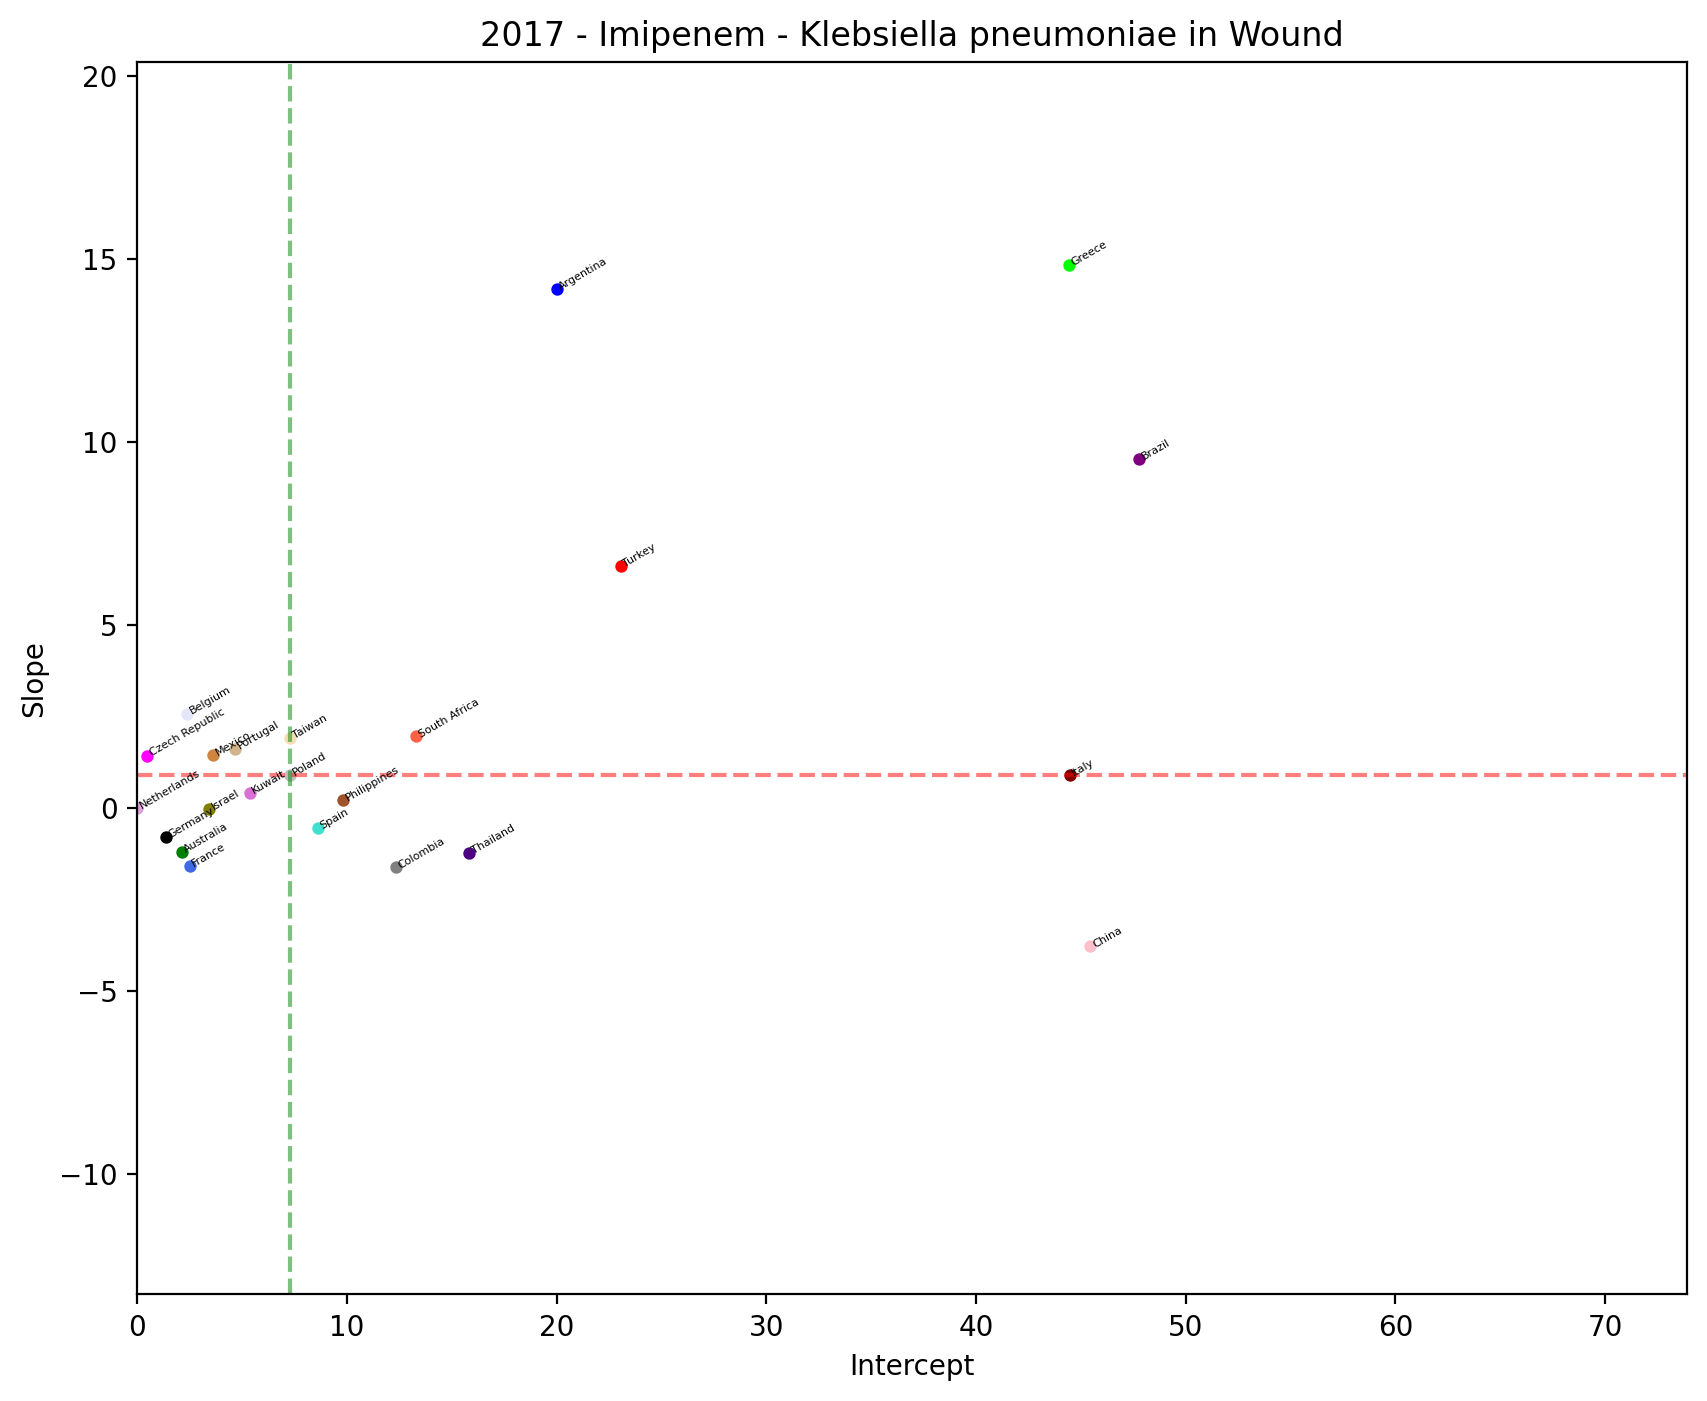 2017 - Imipenem - Klebsiella pneumoniae in Wound
20
15
10
5
0
−5
−10
Slope
Greece
Argentina
Brazil
Turkey
Belgium
Czech Republic
Mexico
Portugal
Taiwan
South Africa
Netherlands
Kuwait
Poland
Philippines
Italy
Germany
Israel
Australia
France
Spain
Colombia
Thailand
China
0 10 20 30 40 50 60 70
Intercept